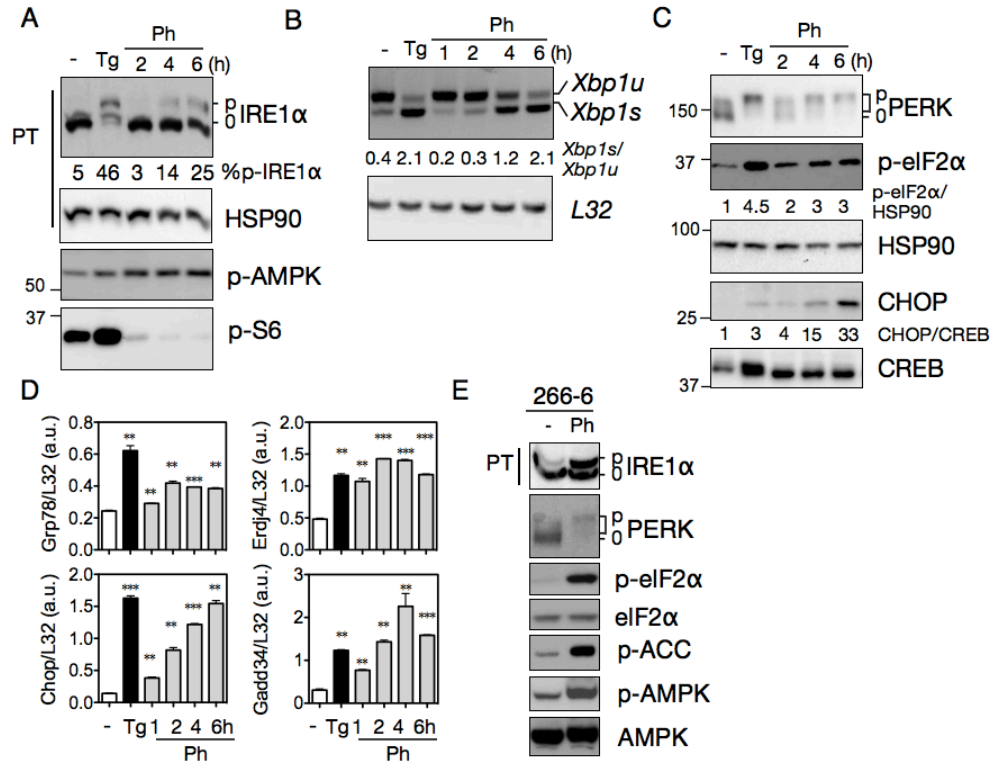 A
Ph
- Tg 2 4 6 (h)
PT
p
0
IRE1α
5 46 3 14 25 %p-IRE1α
HSP90
50
p-AMPK
37
p-S6
B
Ph
- Tg 1 2 4 6 (h)
Xbp1u
Xbp1s
0.4 2.1 0.2 0.3 1.2 2.1 Xbp1s/
Xbp1u
L32
C
Ph
- Tg 2 4 6 (h)
150
p
0
PERK
37
p-eIF2α
1 4.5 2 3 3 p-eIF2α/
HSP90
100
HSP90
25
CHOP
1 3 4 15 33 CHOP/CREB
37
CREB
D
Grp78/L32 (a.u.)
0.8
0.6
0.4
0.2
0.0
** ** ** *** **
Erdj4/L32 (a.u.)
2.0
1.5
1.0
0.5
0.0
** ** *** *** ***
Chop/L32 (a.u.)
2.0
1.5
1.0
0.5
0.0
*** ** ** *** **
- Tg 1 2 4 6h
Ph
Gadd34/L32 (a.u.)
3
2
1
0
** ** ** ** ***
- Tg 1 2 4 6h
Ph
E
266-6
- Ph
PT
p
0
IRE1α
p
0
PERK
p-eIF2α
eIF2α
p-ACC
p-AMPK
AMPK